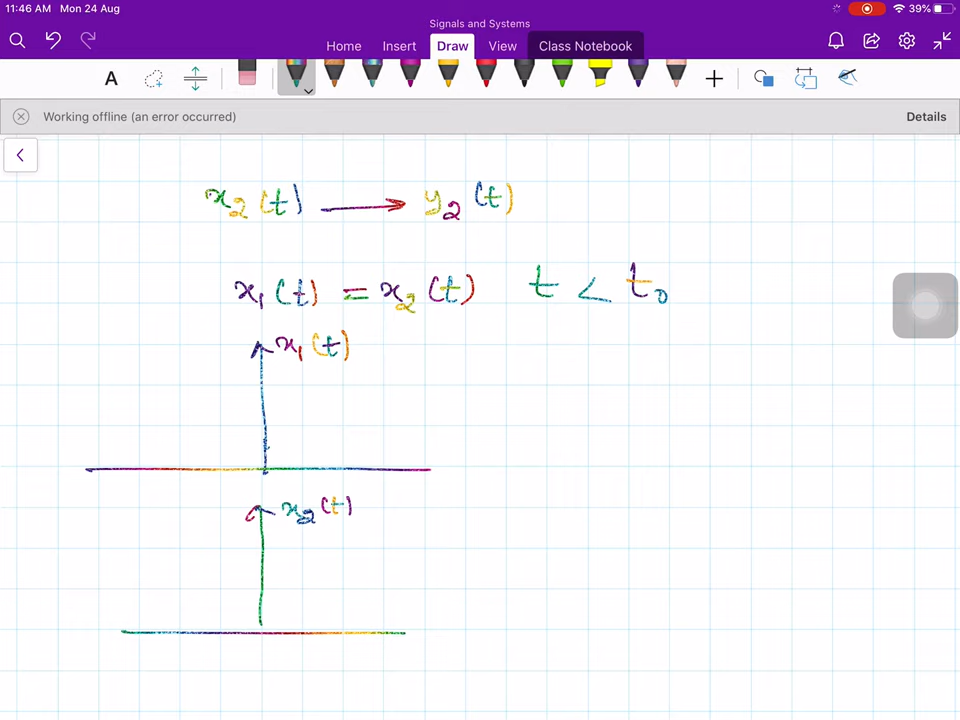 11:46 AM Mon 24 Aug
39%
Signals and Systems
Home Insert Draw View Class Notebook
A
Working offline (an error occurred)
Details
x₂(t) ⟶ y₂(t)
x₁(t) = x₂(t) t < t₀
x₁(t)
x₂(t)